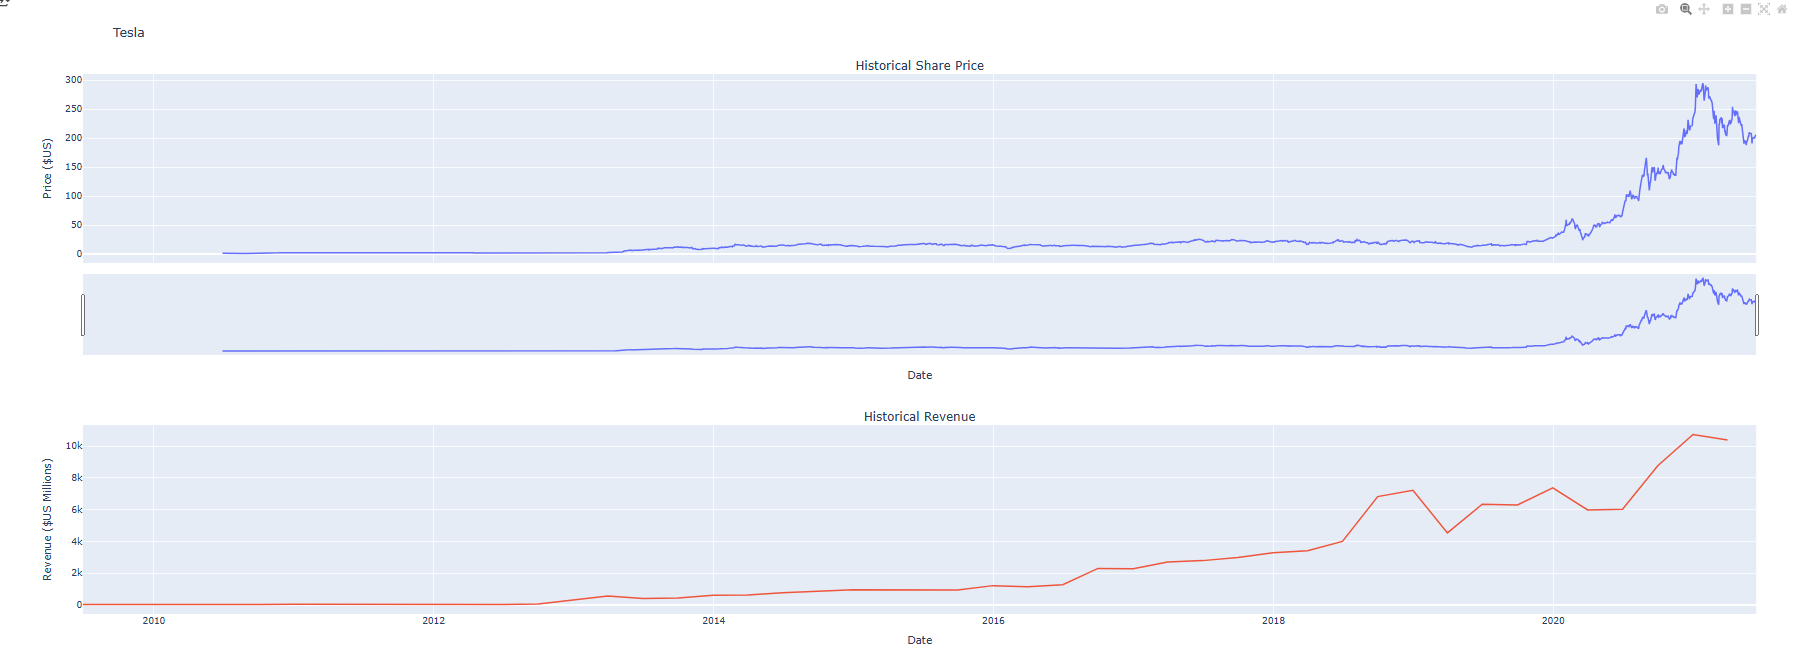 Tesla
Historical Share Price
300
250
200
150
100
50
0
Price ($US)
Date
Historical Revenue
10k
8k
6k
4k
2k
0
Revenue ($US Millions)
2010 2012 2014 2016 2018 2020
Date